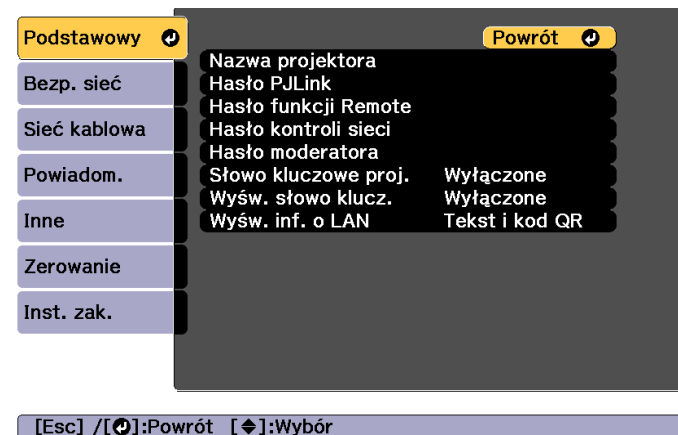 Podstawowy
Powrót
Nazwa projektora
Bezp. sieć
Hasło PJLink
Hasło funkcji Remote
Sieć kablowa
Hasło kontroli sieci
Hasło moderatora
Powiadom.
Słowo kluczowe proj. Wyłączone
Wyśw. słowo klucz. Wyłączone
Inne
Wyśw. inf. o LAN Tekst i kod QR
Zerowanie
Inst. zak.
[Esc] /[]:Powrót []:Wybór